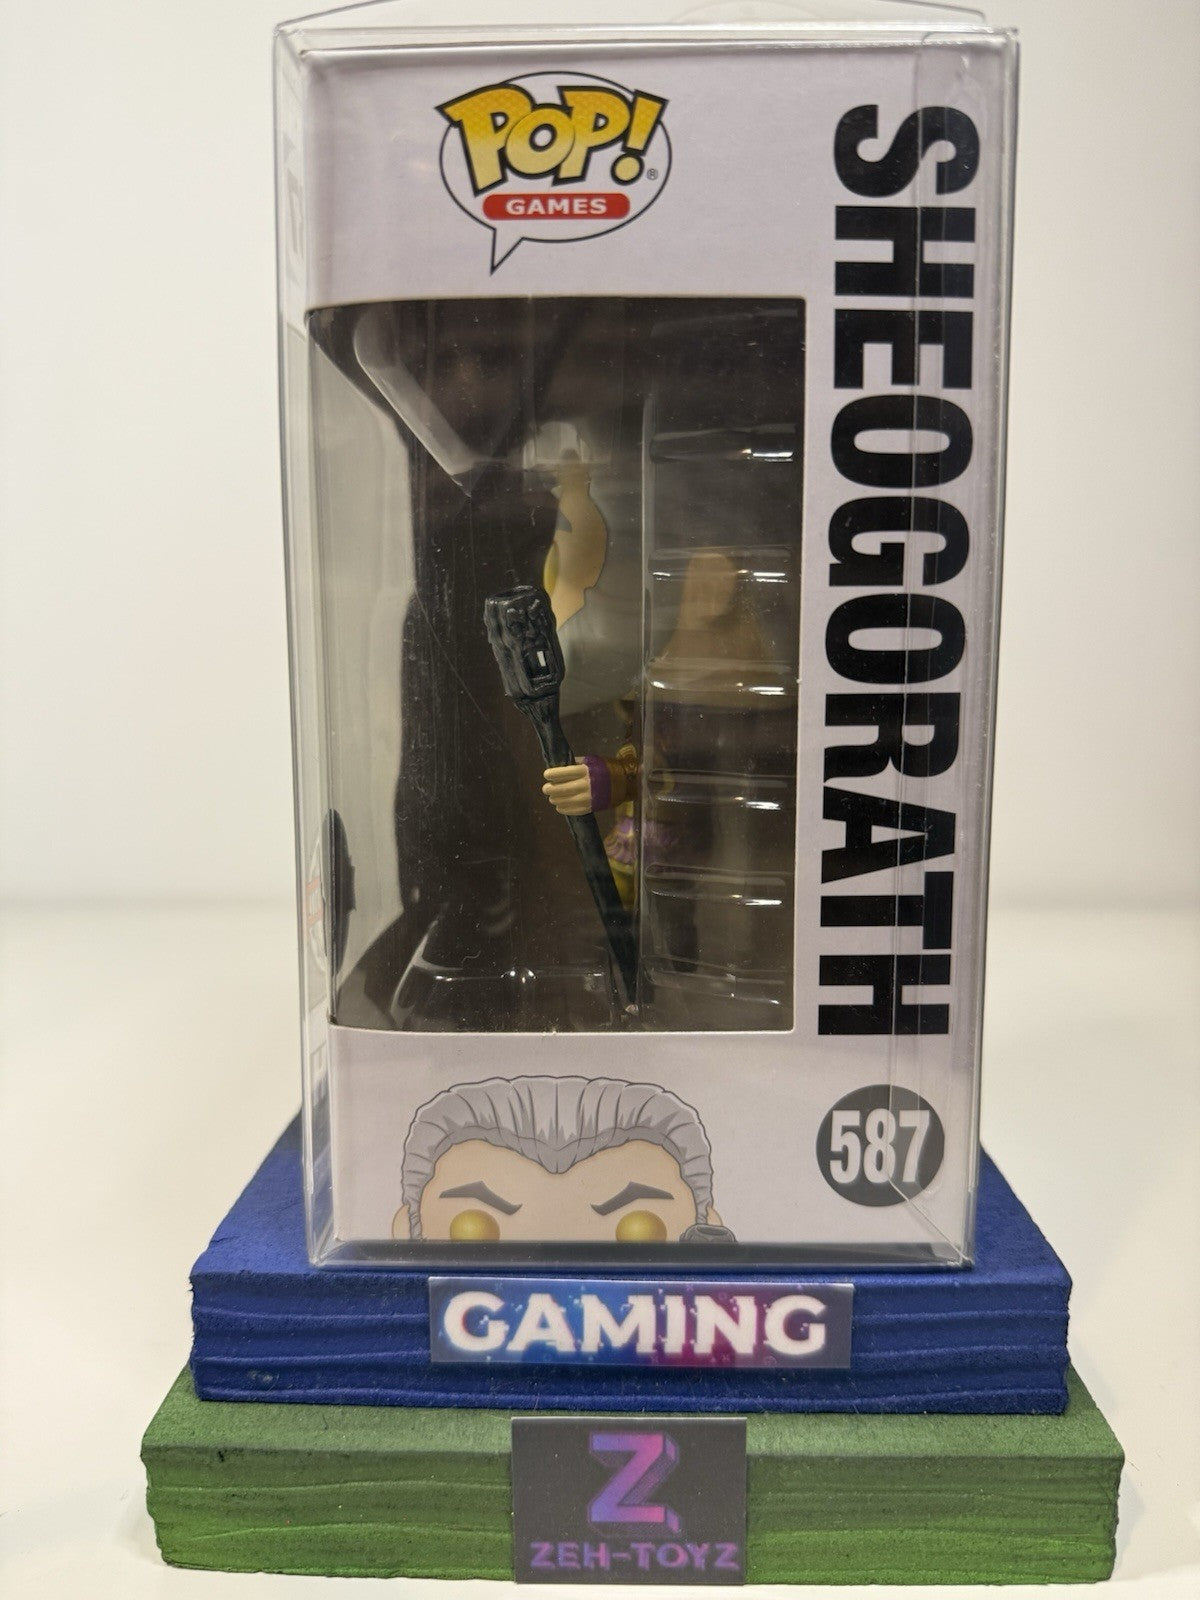 POP!
®
GAMES
SHEOGORATH
587
GAMING
Z
ZEH-TOYZ